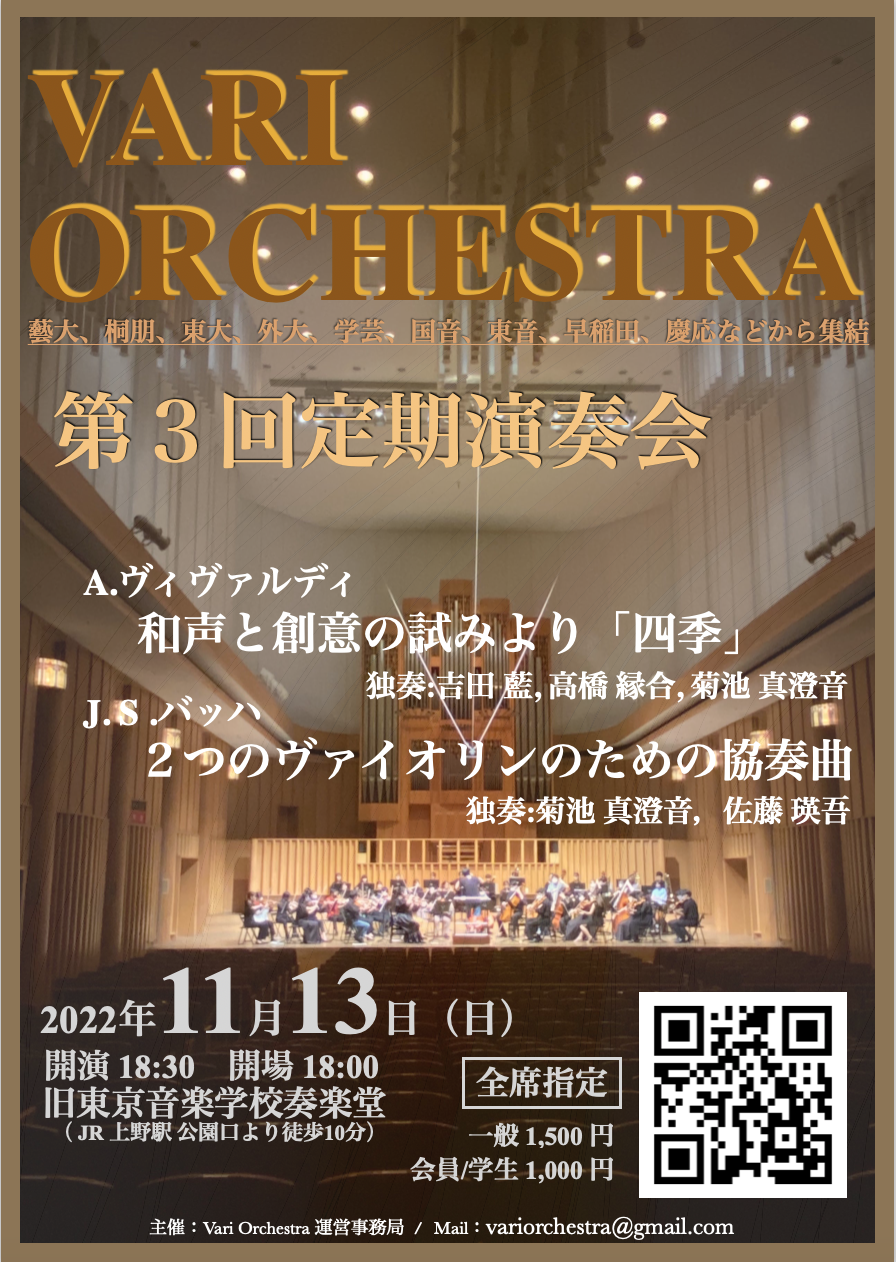 VARI
ORCHESTRA
藝大、桐朋、東大、外大、学芸、国音、東音、早稲田、慶応などから集結
第３回定期演奏会
A.ヴィヴァルディ
和声と創意の試みより「四季」
独奏:吉田 藍, 高橋 縁合, 菊池 真澄音
J. S .バッハ
２つのヴァイオリンのための協奏曲
独奏:菊池 真澄音, 佐藤 瑛吾
2022年11月13日（日）
開演 18:30 開場 18:00
旧東京音楽学校奏楽堂
（JR 上野駅 公園口より徒歩10分）
全席指定
一般 1,500 円
会員/学生 1,000 円
主催：Vari Orchestra 運営事務局 / Mail：variorchestra@gmail.com